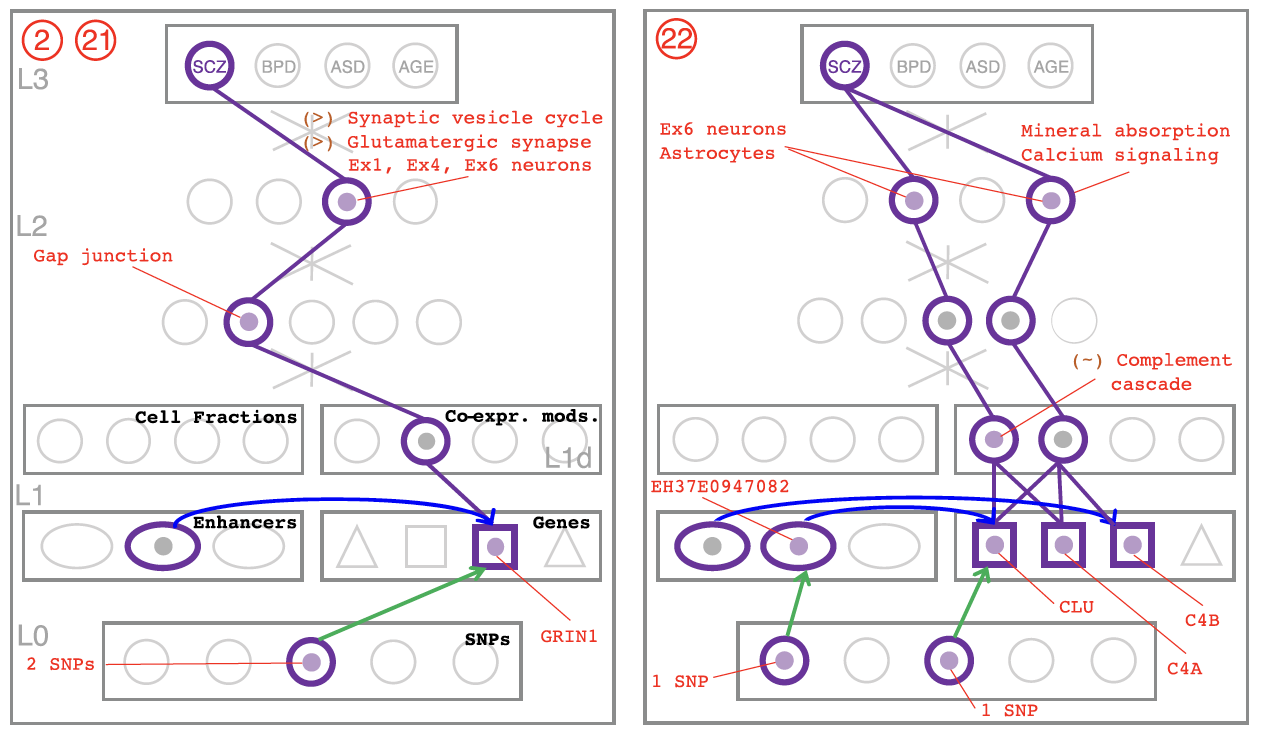 2 21
SCZ BPD ASD AGE
L3
(>) Synaptic vesicle cycle
(>) Glutamatergic synapse
Ex1, Ex4, Ex6 neurons
L2
Gap junction
Cell Fractions
Co-expr. mods.
L1d
L1
Enhancers
Genes
L0
SNPs
GRIN1
2 SNPs
22
SCZ BPD ASD AGE
Ex6 neurons
Astrocytes
Mineral absorption
Calcium signaling
(~) Complement
cascade
EH37E0947082
CLU
C4B
C4A
1 SNP
1 SNP